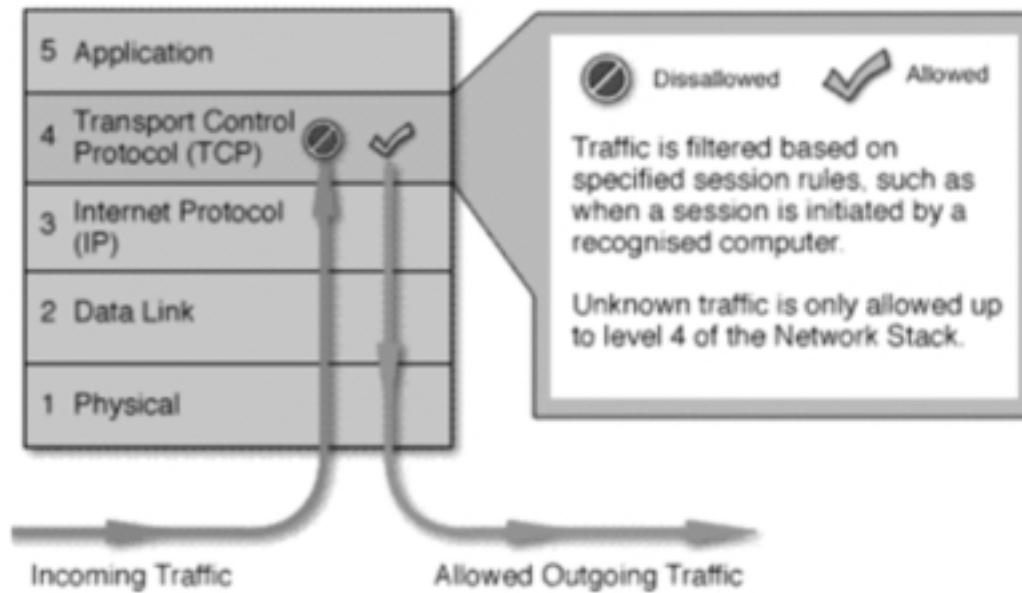 5 Application
4 Transport Control
Protocol (TCP)
3 Internet Protocol
(IP)
2 Data Link
1 Physical
Incoming Traffic
Allowed Outgoing Traffic
Dissallowed
Allowed
Traffic is filtered based on
specified session rules, such as
when a session is initiated by a
recognised computer.
Unknown traffic is only allowed up
to level 4 of the Network Stack.